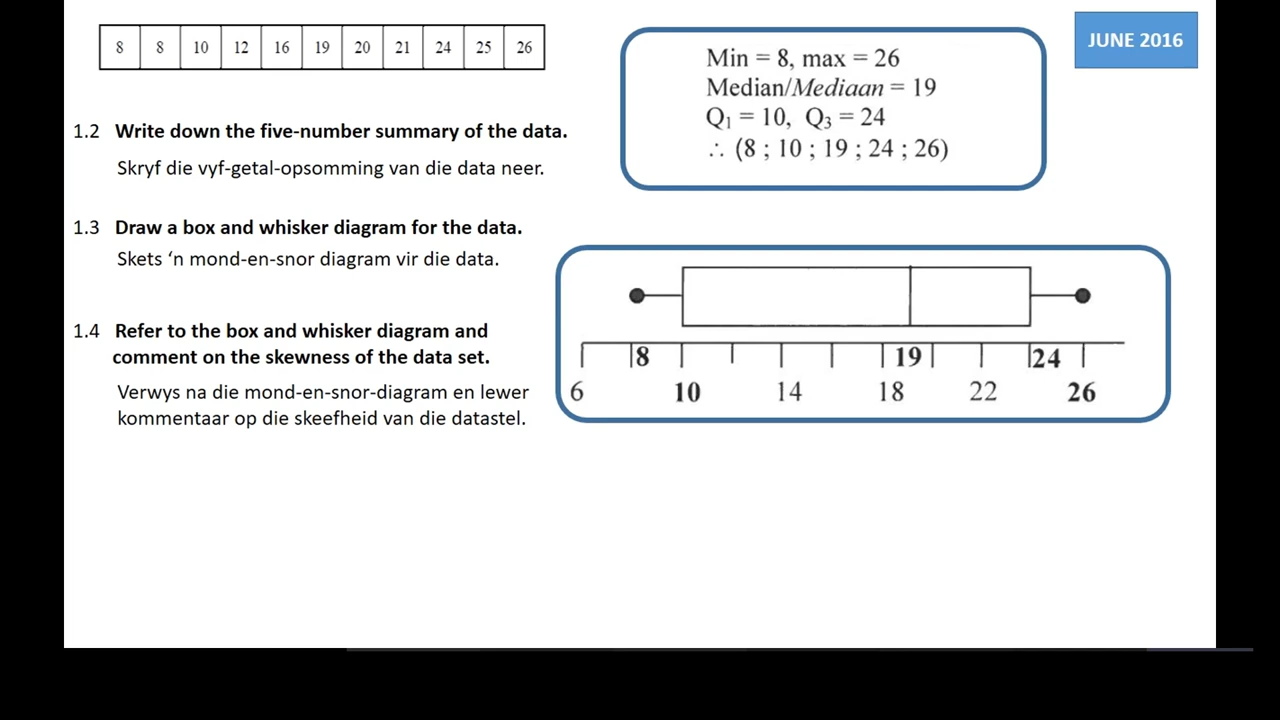 8 8 10 12 16 19 20 21 24 25 26
JUNE 2016
Min = 8, max = 26
Median/Mediaan = 19
Q₁ = 10, Q₃ = 24
∴ (8 ; 10 ; 19 ; 24 ; 26)
1.2 Write down the five-number summary of the data.
Skryf die vyf-getal-opsomming van die data neer.
1.3 Draw a box and whisker diagram for the data.
Skets ‘n mond-en-snor diagram vir die data.
1.4 Refer to the box and whisker diagram and
comment on the skewness of the data set.
Verwys na die mond-en-snor-diagram en lewer
kommentaar op die skeefheid van die datastel.
8 19 24
6 10 14 18 22 26